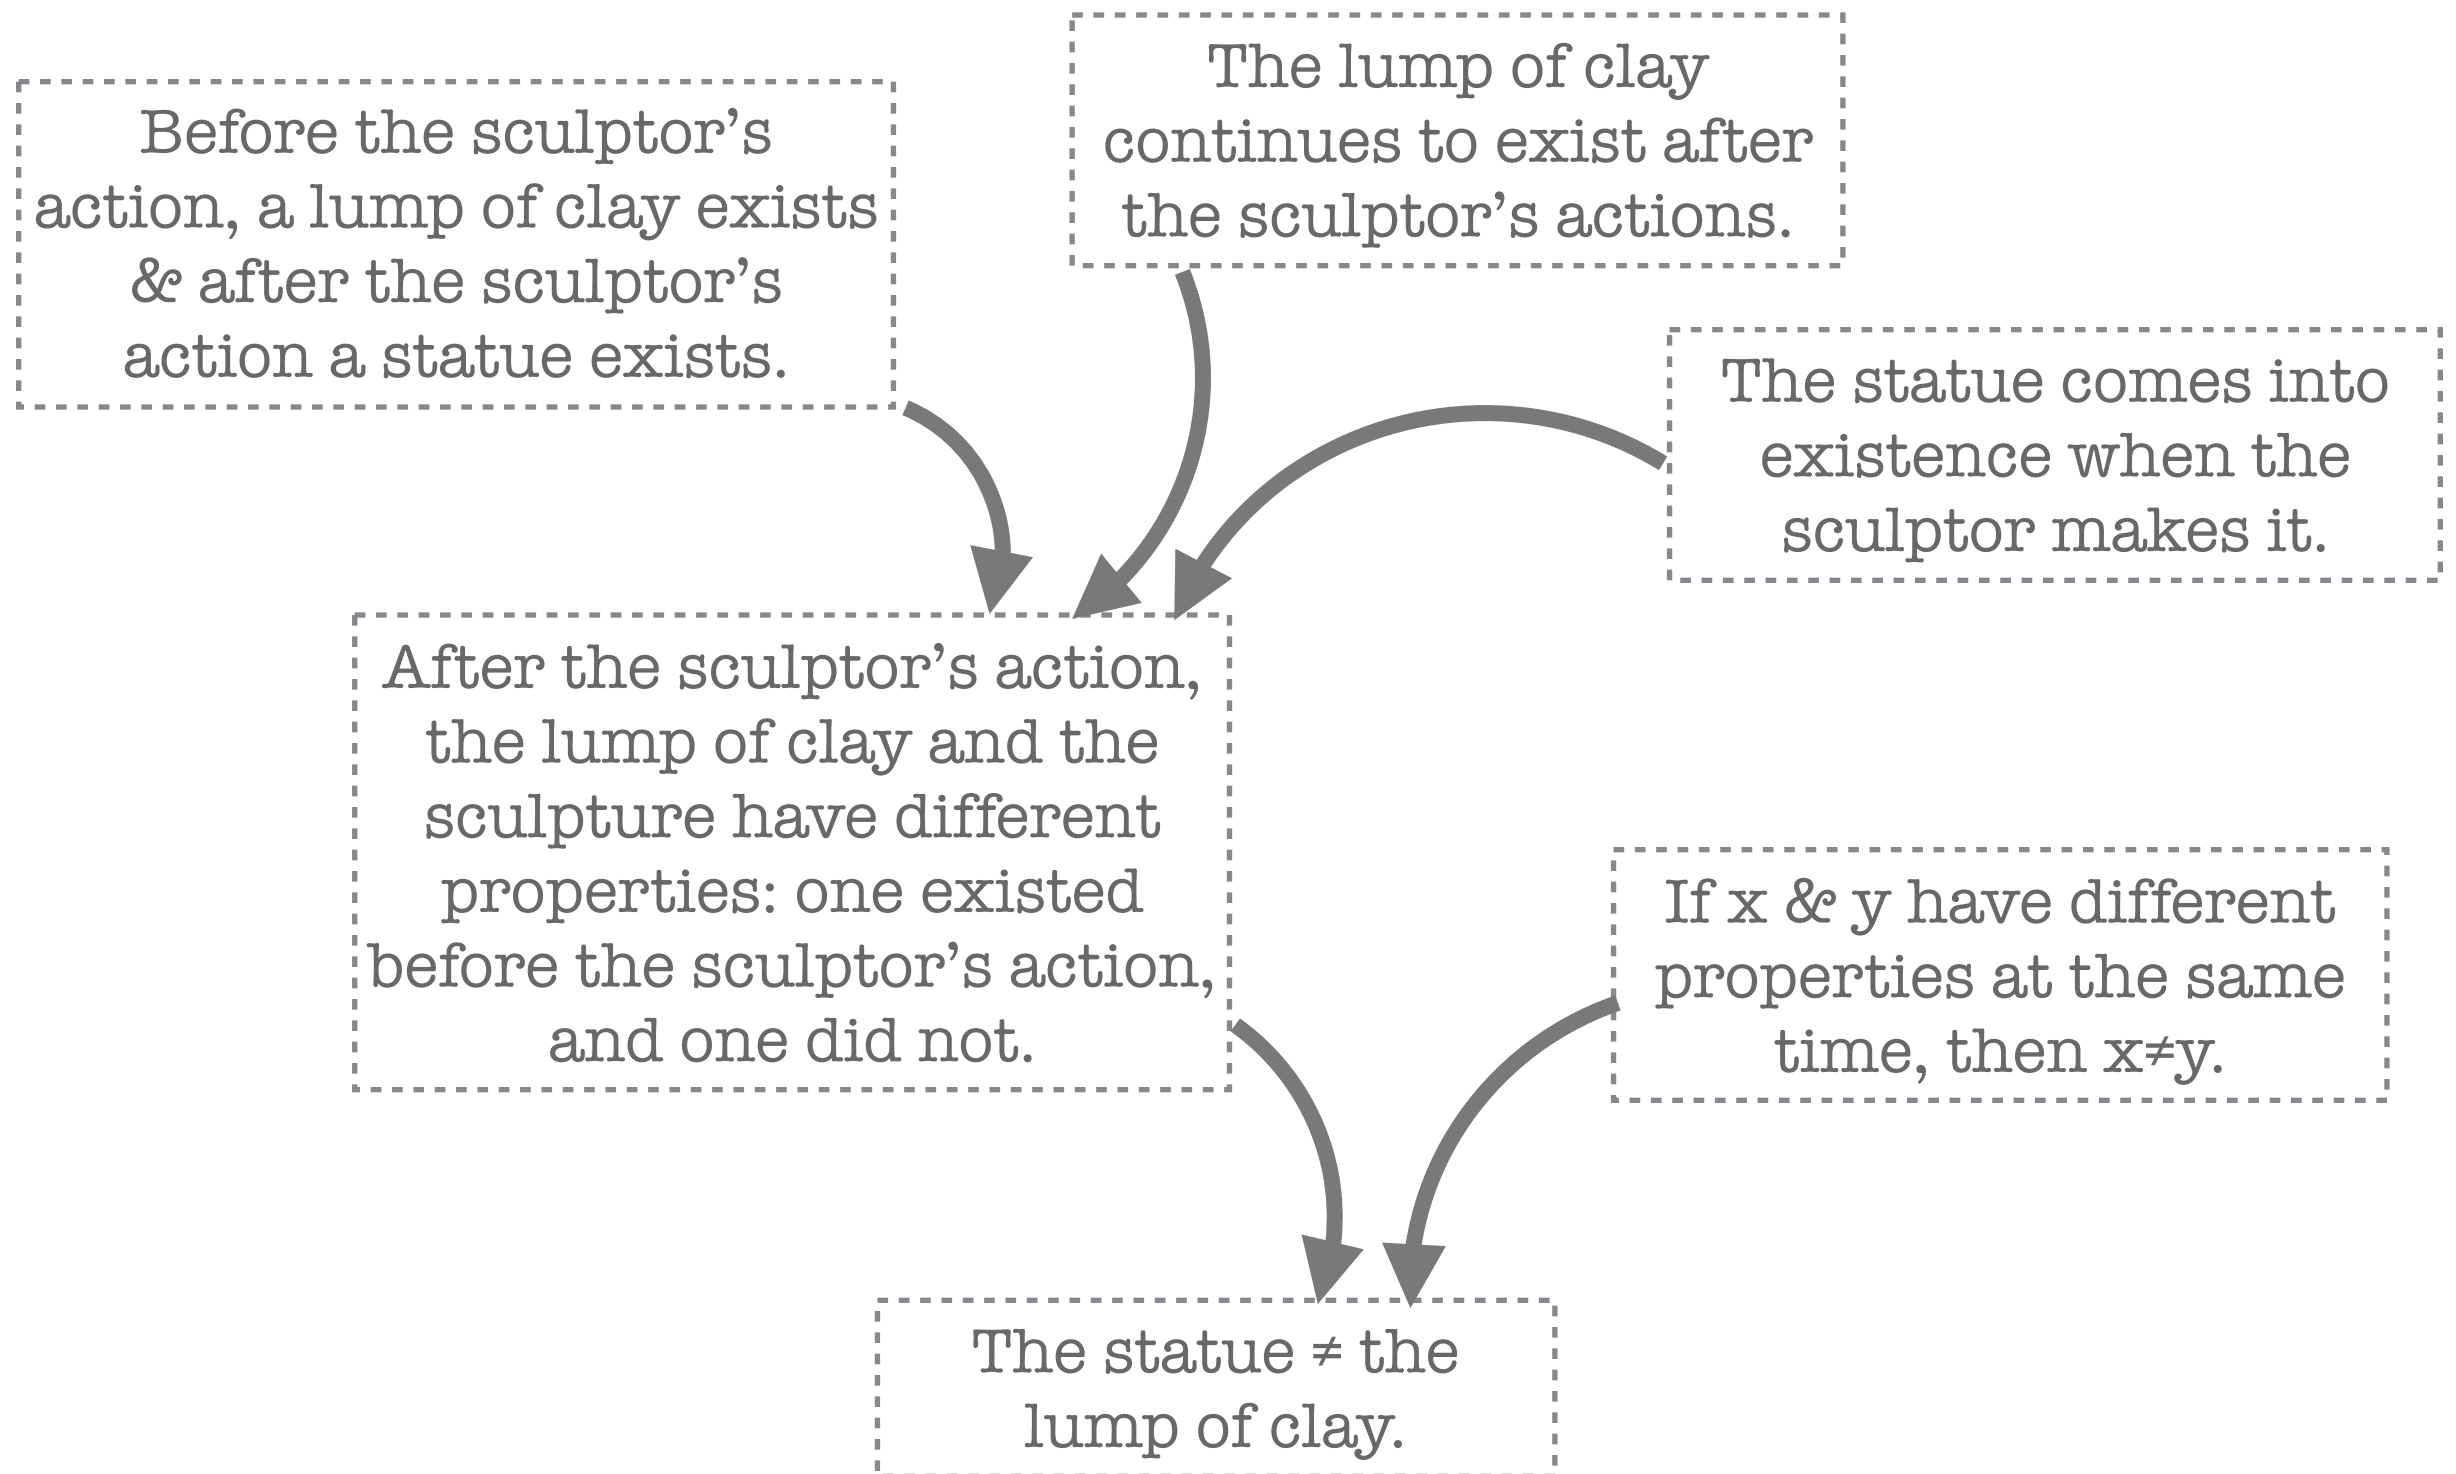 Before the sculptor’s
action, a lump of clay exists
& after the sculptor’s
action a statue exists.
The lump of clay
continues to exist after
the sculptor’s actions.
The statue comes into
existence when the
sculptor makes it.
After the sculptor’s action,
the lump of clay and the
sculpture have different
properties: one existed
before the sculptor’s action,
and one did not.
If x & y have different
properties at the same
time, then x≠y.
The statue ≠ the
lump of clay.